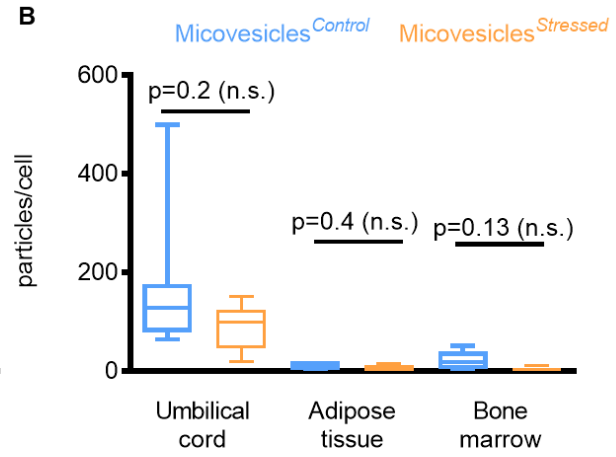 B
Micovesicles^Control Micovesicles^Stressed
600
p=0.2 (n.s.)
400
particles/cell
p=0.4 (n.s.) p=0.13 (n.s.)
200
0
Umbilical cord
Adipose tissue
Bone marrow